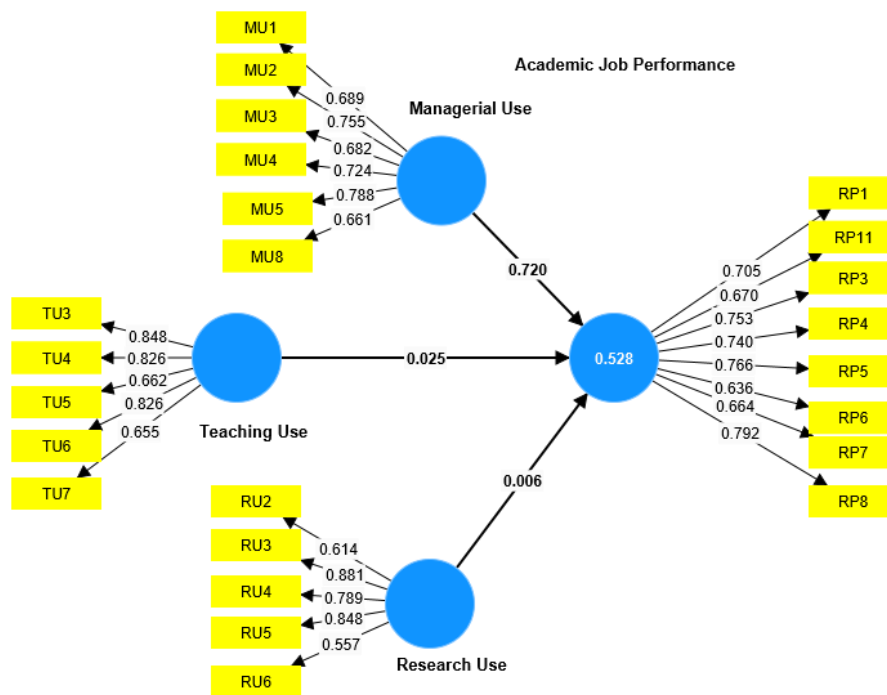 MU1
MU2
MU3
MU4
MU5
MU8
0.689
0.755
0.682
0.724
0.788
0.661
Managerial Use
Academic Job Performance
0.720
TU3
TU4
TU5
TU6
TU7
0.848
0.826
0.662
0.826
0.655
Teaching Use
0.025
0.528
RP1
RP11
RP3
RP4
RP5
RP6
RP7
RP8
0.705
0.670
0.753
0.740
0.766
0.636
0.664
0.792
0.006
RU2
RU3
RU4
RU5
RU6
0.614
0.881
0.789
0.848
0.557
Research Use